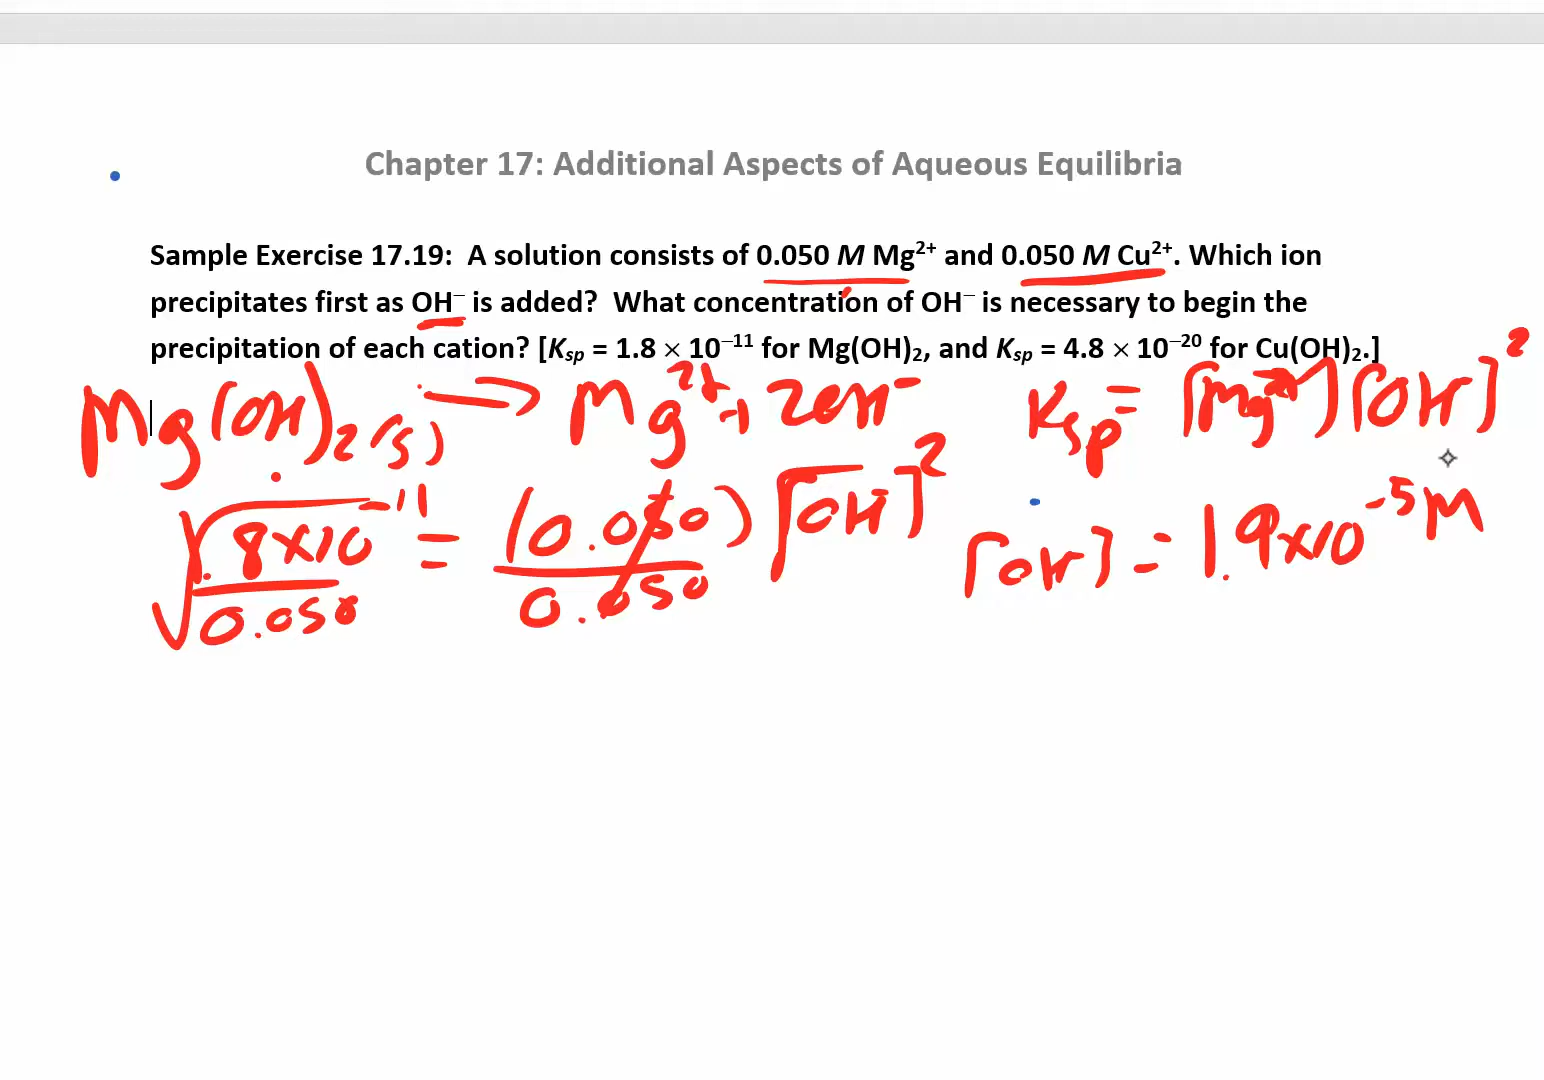 Chapter 17: Additional Aspects of Aqueous Equilibria
Sample Exercise 17.19: A solution consists of 0.050 M Mg²⁺ and 0.050 M Cu²⁺. Which ion
precipitates first as OH⁻ is added? What concentration of OH⁻ is necessary to begin the
precipitation of each cation? [Ksp = 1.8 × 10⁻¹¹ for Mg(OH)₂, and Ksp = 4.8 × 10⁻²⁰ for Cu(OH)₂.]
Mg(OH)₂(s) → Mg²⁺ + 2OH⁻ Ksp = [Mg²⁺][OH⁻]²
√(1.8×10⁻¹¹/0.050) = (0.050)[OH⁻]²/0.050 [OH⁻] = 1.9×10⁻⁵ M